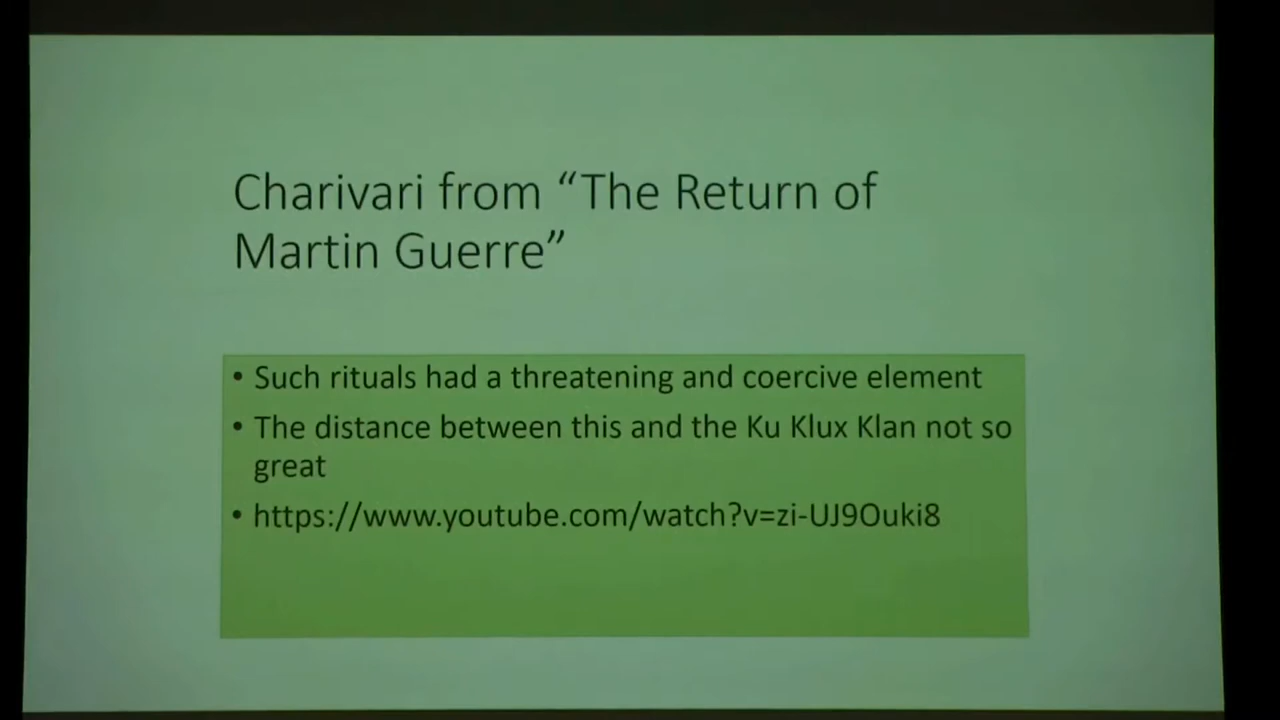 Charivari from “The Return of
Martin Guerre”
• Such rituals had a threatening and coercive element
• The distance between this and the Ku Klux Klan not so
great
• https://www.youtube.com/watch?v=zi-UJ9Ouki8